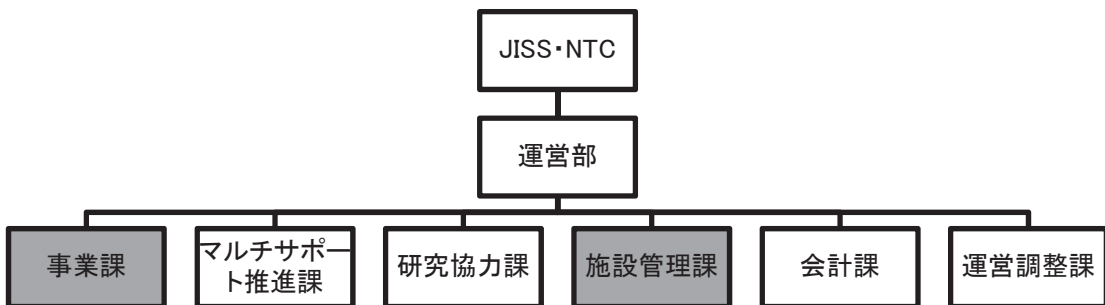 JISS・NTC
運営部
事業課
マルチサポー
ト推進課
研究協力課
施設管理課
会計課
運営調整課